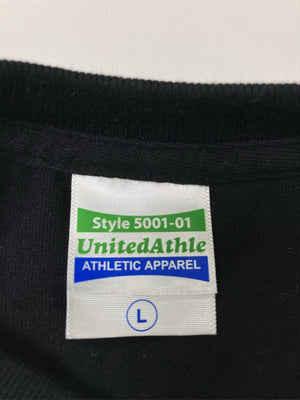 Style 5001-01
UnitedAthle
ATHLETIC APPAREL
L